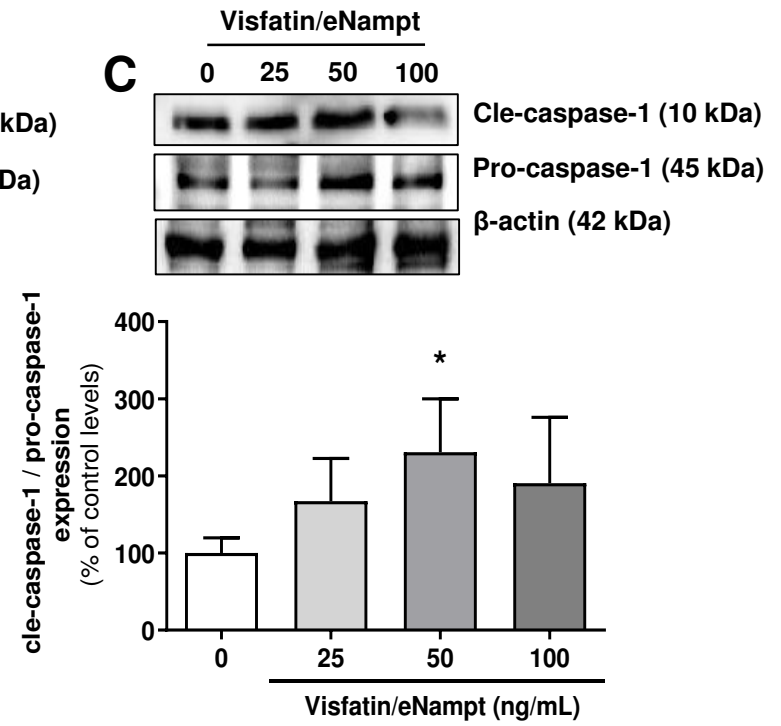 Visfatin/eNampt
C
0 25 50 100
kDa) Cle-caspase-1 (10 kDa)
Da) Pro-caspase-1 (45 kDa)
β-actin (42 kDa)
cle-caspase-1 / pro-caspase-1
expression
(% of control levels)
400
300
200
100
0
*
0 25 50 100
Visfatin/eNampt (ng/mL)